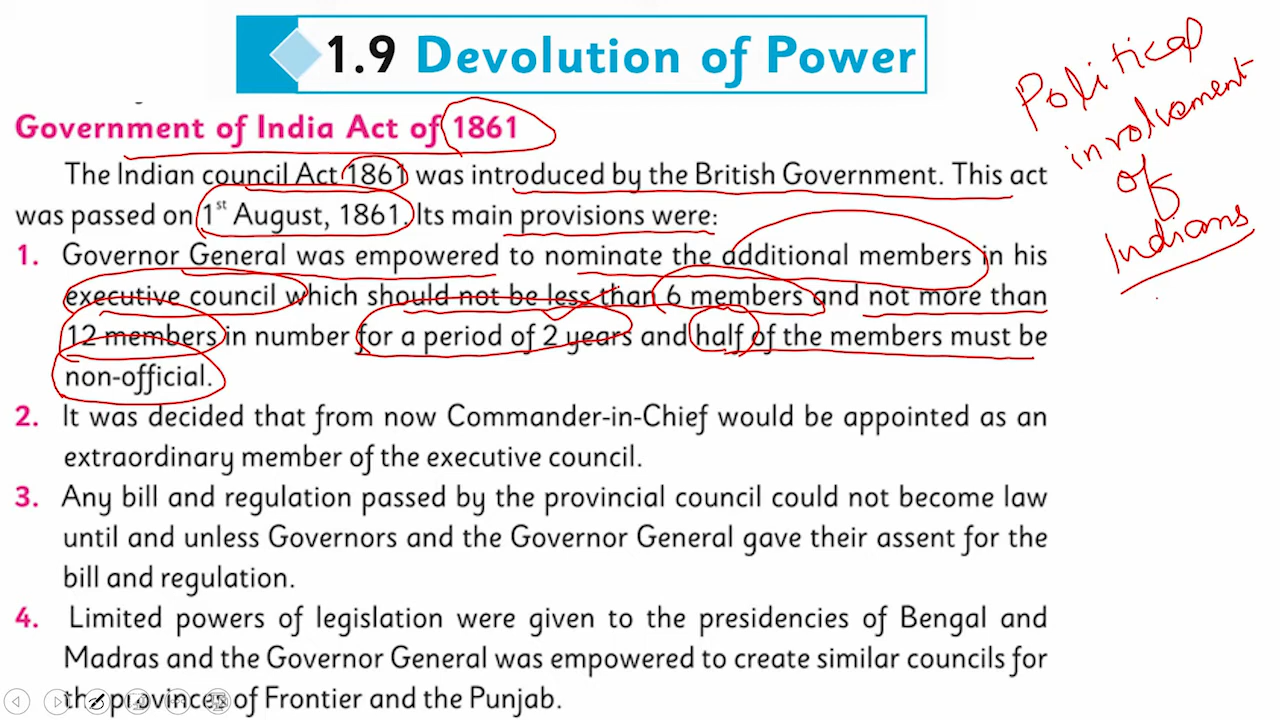 1.9 Devolution of Power
Government of India Act of 1861
The Indian council Act 1861 was introduced by the British Government. This act
was passed on 1st August, 1861. Its main provisions were:
1. Governor General was empowered to nominate the additional members in his
executive council which should not be less than 6 members and not more than
12 members in number for a period of 2 years and half of the members must be
non-official.
2. It was decided that from now Commander-in-Chief would be appointed as an
extraordinary member of the executive council.
3. Any bill and regulation passed by the provincial council could not become law
until and unless Governors and the Governor General gave their assent for the
bill and regulation.
4. Limited powers of legislation were given to the presidencies of Bengal and
Madras and the Governor General was empowered to create similar councils for
the provinces of Frontier and the Punjab.
Political
involvement
of
Indians